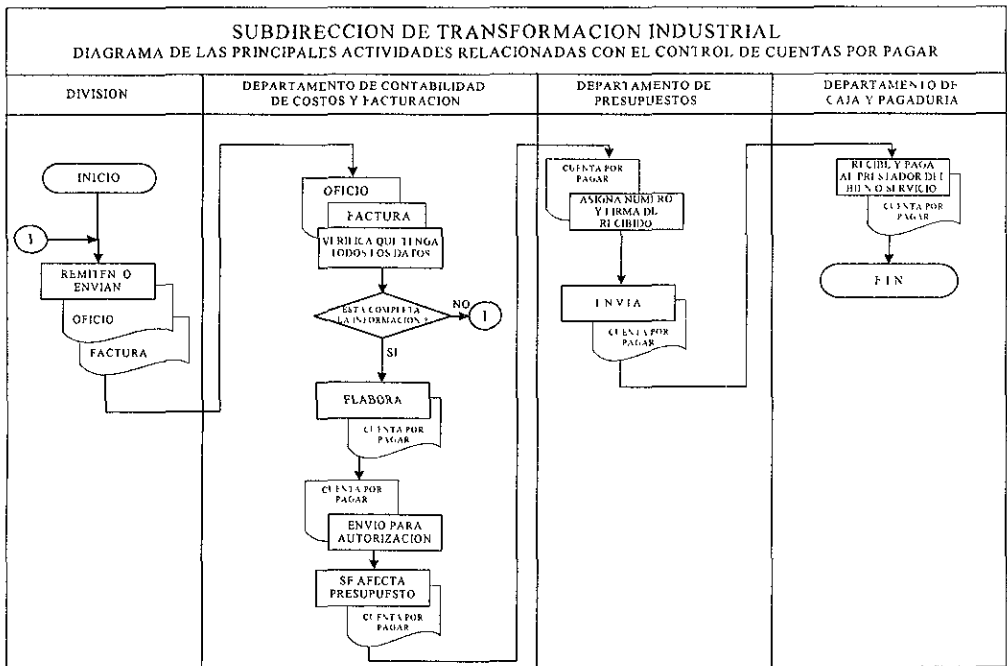 SUBDIRECCION DE TRANSFORMACION INDUSTRIAL
DIAGRAMA DE LAS PRINCIPALES ACTIVIDADES RELACIONADAS CON EL CONTROL DE CUENTAS POR PAGAR
DIVISION
INICIO
1
REMITEN O
ENVIAN
OFICIO
FACTURA
DEPARTAMENTO DE CONTABILIDAD
DE COSTOS Y FACTURACION
OFICIO
FACTURA
VERIFICA QUE TENGA
TODOS LOS DATOS
ESTA COMPLETA
LA INFORMACION ?
NO
1
SI
ELABORA
CUENTA POR
PAGAR
CUENTA POR
PAGAR
ENVIO PARA
AUTORIZACION
SE AFECTA
PRESUPUESTO
CUENTA POR
PAGAR
DEPARTAMENTO DE
PRESUPUESTOS
CUENTA POR
PAGAR
ASIGNA NUMERO
Y FIRMA DE
RECIBIDO
ENVIA
CUENTA POR
PAGAR
DEPARTAMENTO DE
CAJA Y PAGADURIA
RECIBE Y PAGA
AL PRESTADOR DEL
BIEN O SERVICIO
CUENTA POR
PAGAR
FIN